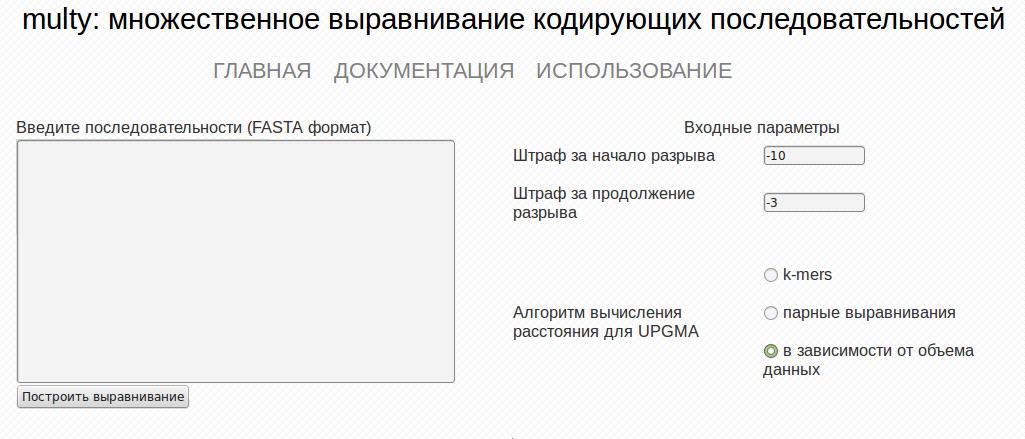 multy: множественное выравнивание кодирующих последовательностей
ГЛАВНАЯ ДОКУМЕНТАЦИЯ ИСПОЛЬЗОВАНИЕ
Введите последовательности (FASTA формат)
Построить выравнивание
Входные параметры
Штраф за начало разрыва
-10
Штраф за продолжение
разрыва
-3
Алгоритм вычисления
расстояния для UPGMA
k-mers
парные выравнивания
в зависимости от объема
данных